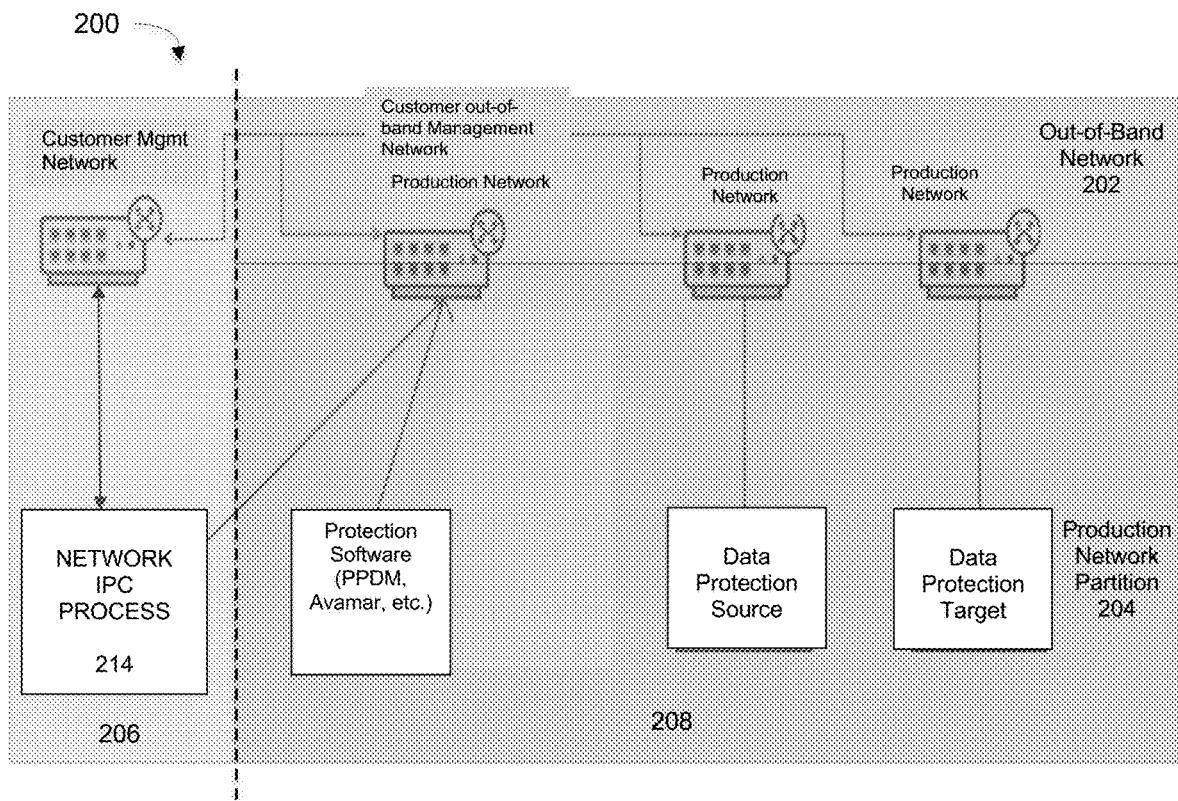 200
Customer Mgmt
Network
Customer out-of-
band Management
Network
Production Network
Production
Network
Production
Network
Out-of-Band
Network
202
NETWORK
IPC
PROCESS
214
Protection
Software
(PPDM,
Avamar, etc.)
Data
Protection
Source
Data
Protection
Target
Production
Network
Partition
204
206
208